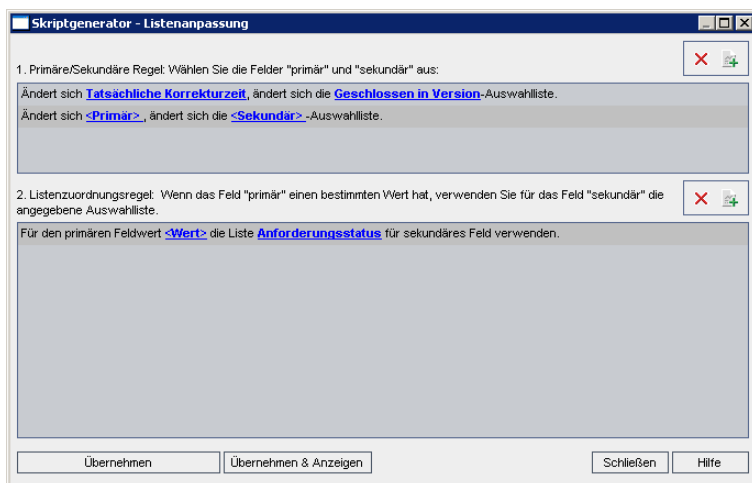 Skriptgenerator - Listenanpassung
1. Primäre/Sekundäre Regel: Wählen Sie die Felder "primär" und "sekundär" aus:
Ändert sich Tatsächliche Korrekturzeit, ändert sich die Geschlossen in Version-Auswahlliste.
Ändert sich <Primär> , ändert sich die <Sekundär> -Auswahlliste.
2. Listenzuordnungsregel: Wenn das Feld "primär" einen bestimmten Wert hat, verwenden Sie für das Feld "sekundär" die
angegebene Auswahlliste.
Für den primären Feldwert <Wert> die Liste Anforderungsstatus für sekundäres Feld verwenden.
Übernehmen Übernehmen & Anzeigen Schließen Hilfe